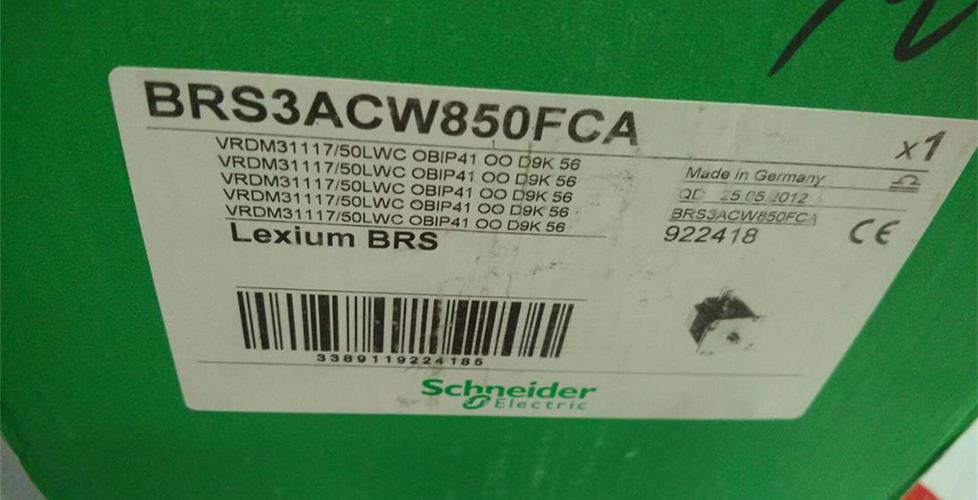 BRS3ACW850FCA
x1
VRDM31117/50LWC OBIP41 OO D9K 56
VRDM31117/50LWC OBIP41 OO D9K 56
VRDM31117/50LWC OBIP41 OO D9K 56
VRDM31117/50LWC OBIP41 OO D9K 56
VRDM31117/50LWC OBIP41 OO D9K 56
Lexium BRS
Made in Germany
QD 25.05.2012
BRS3ACW850FCA
922418
CE
3389119224185
Schneider
Electric